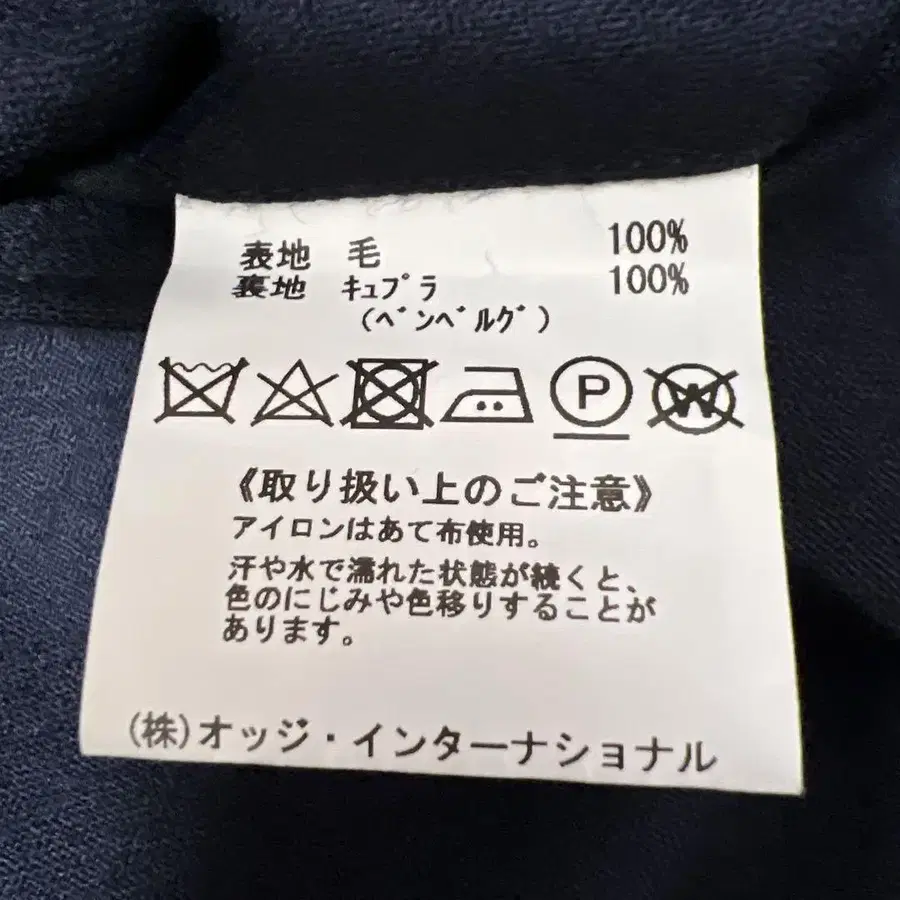 表地 毛 100%
裏地 ｷｭﾌﾟﾗ 100%
(ﾍﾞﾝﾍﾞﾙｸﾞ)
P W
《取り扱い上のご注意》
アイロンはあて布使用。
汗や水で濡れた状態が続くと、
色のにじみや色移りすることが
あります。
(株)オッジ・インターナショナル